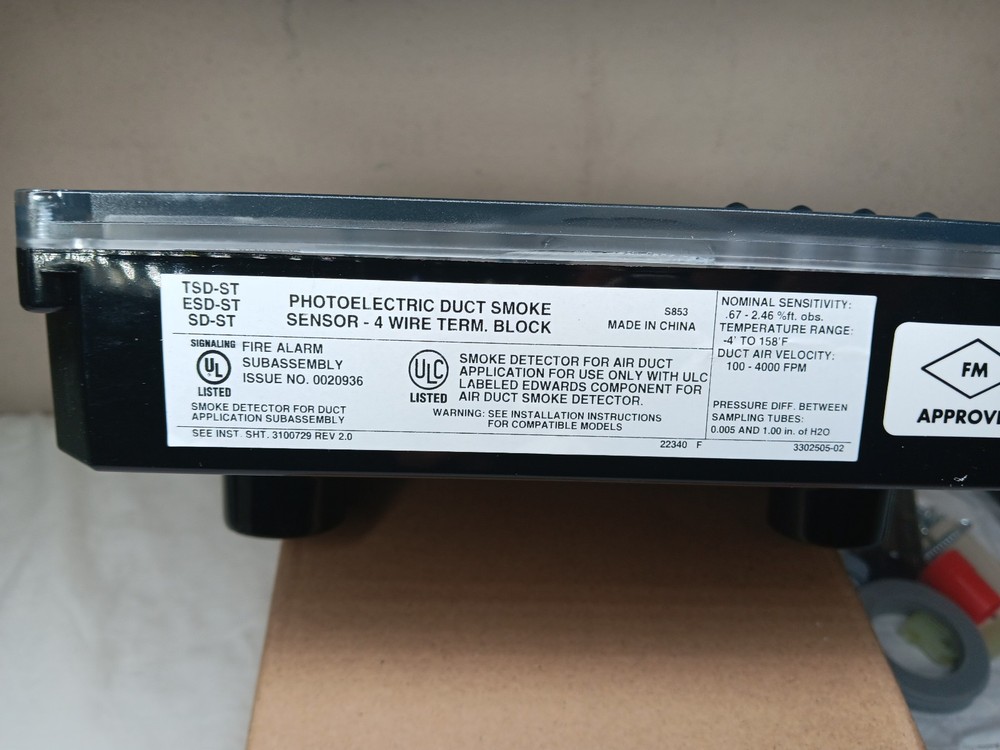 TSD-ST
ESD-ST
SD-ST
PHOTOELECTRIC DUCT SMOKE
SENSOR - 4 WIRE TERM. BLOCK
S853
MADE IN CHINA
SIGNALING
UL
LISTED
FIRE ALARM
SUBASSEMBLY
ISSUE NO. 0020936
SMOKE DETECTOR FOR DUCT
APPLICATION SUBASSEMBLY
ULC
LISTED
SMOKE DETECTOR FOR AIR DUCT
APPLICATION FOR USE ONLY WITH ULC
LABELED EDWARDS COMPONENT FOR
AIR DUCT SMOKE DETECTOR.
WARNING: SEE INSTALLATION INSTRUCTIONS
FOR COMPATIBLE MODELS
SEE INST. SHT. 3100729 REV 2.0
22340 F
NOMINAL SENSITIVITY:
.67 - 2.46 %ft. obs.
TEMPERATURE RANGE:
-4° TO 158°F
DUCT AIR VELOCITY:
100 - 4000 FPM
PRESSURE DIFF. BETWEEN
SAMPLING TUBES:
0.005 AND 1.00 in. of H2O
3302505-02
FM
APPROVE